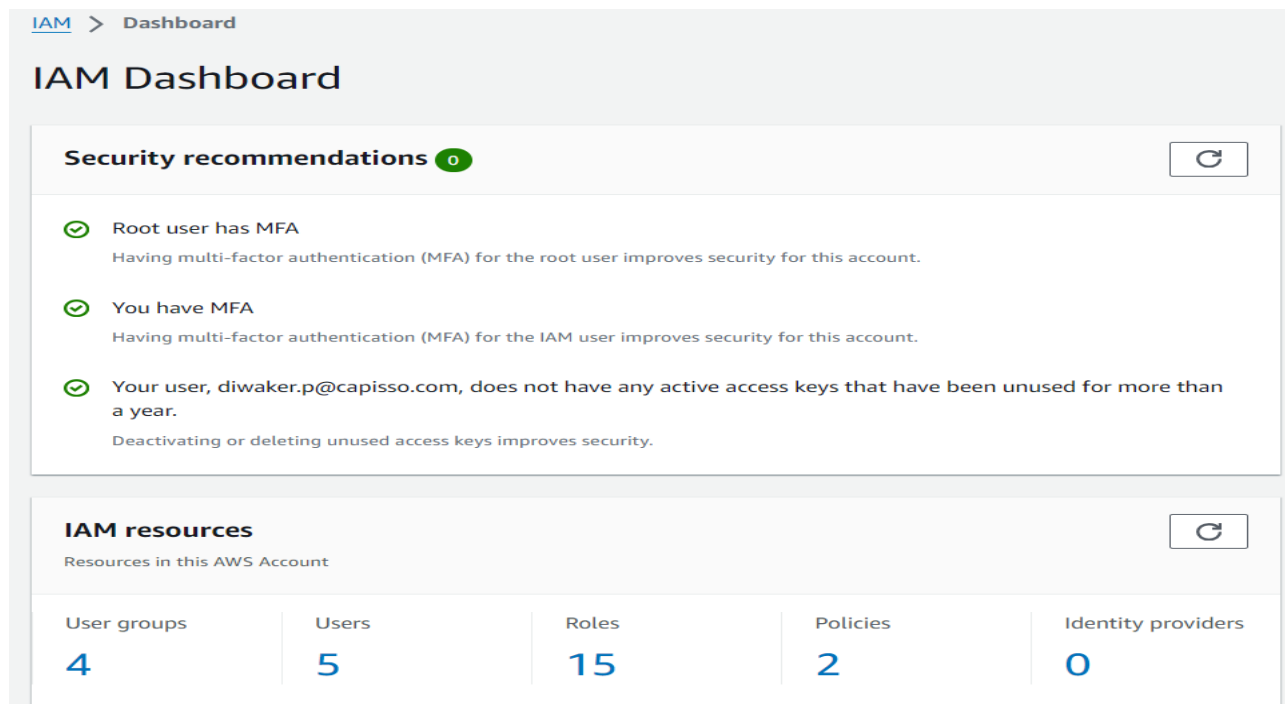 IAM > Dashboard
IAM Dashboard
Security recommendations 0
Root user has MFA
Having multi-factor authentication (MFA) for the root user improves security for this account.
You have MFA
Having multi-factor authentication (MFA) for the IAM user improves security for this account.
Your user, diwaker.p@capisso.com, does not have any active access keys that have been unused for more than
a year.
Deactivating or deleting unused access keys improves security.
IAM resources
Resources in this AWS Account
User groups Users Roles Policies Identity providers
4 5 15 2 0